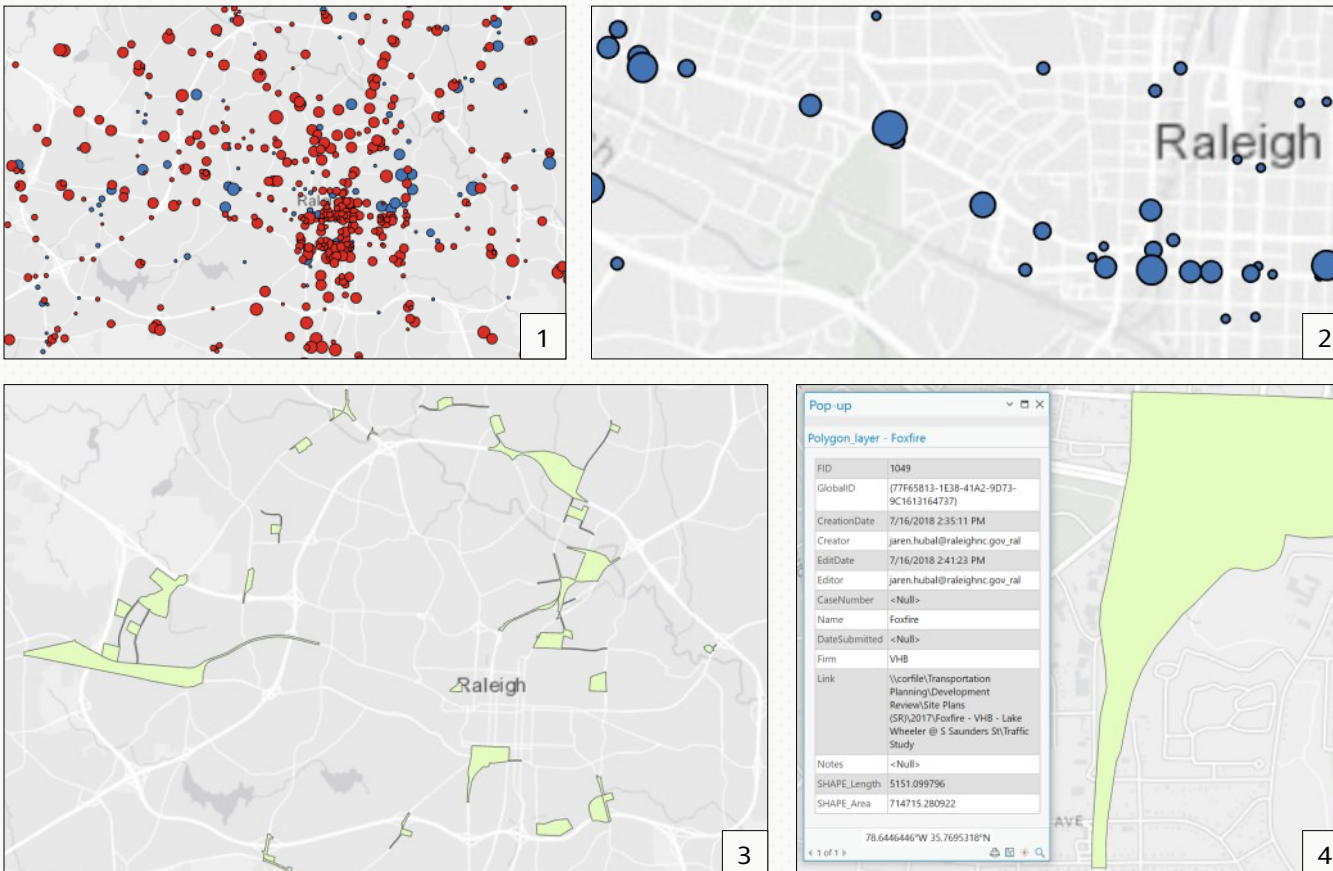 Raleigh
1
Raleigh
2
Raleigh
3
Pop-up
Polygon_layer - Foxfire
FID 1049
GlobalID {77F65813-1E38-41A2-9D73-
9C1613164737}
CreationDate 7/16/2018 2:35:11 PM
Creator jaren.hubal@raleighnc.gov_ral
EditDate 7/16/2018 2:41:23 PM
Editor jaren.hubal@raleighnc.gov_ral
CaseNumber <Null>
Name Foxfire
DateSubmitted <Null>
Firm VHB
Link \\corfile\Transportation
Planning\Development
Review\Site Plans
(SR)\2017\Foxfire - VHB - Lake
Wheeler @ S Saunders St\Traffic
Study
Notes <Null>
SHAPE_Length 5151.099796
SHAPE_Area 714715.280922
78.6446446°W 35.7695318°N
1 of 1
AVE
4